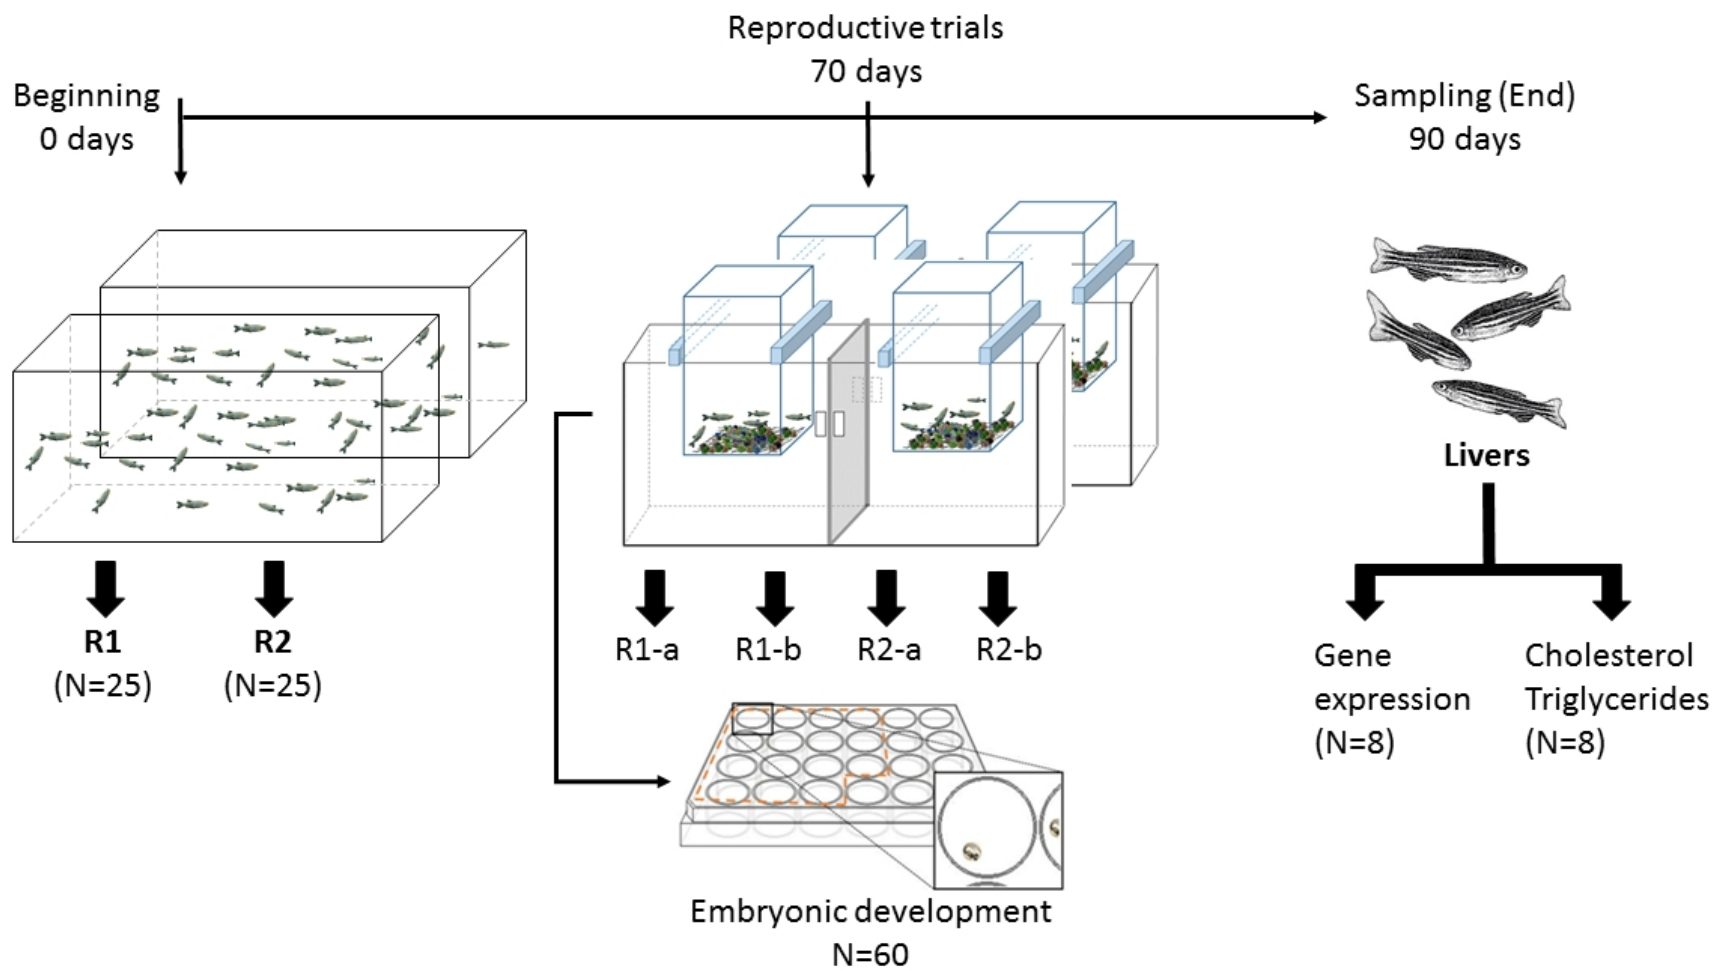 Reproductive trials
70 days
Beginning
0 days
Sampling (End)
90 days
Livers
R1
(N=25)
R2
(N=25)
R1-a
R1-b
R2-a
R2-b
Gene
expression
(N=8)
Cholesterol
Triglycerides
(N=8)
Embryonic development
N=60